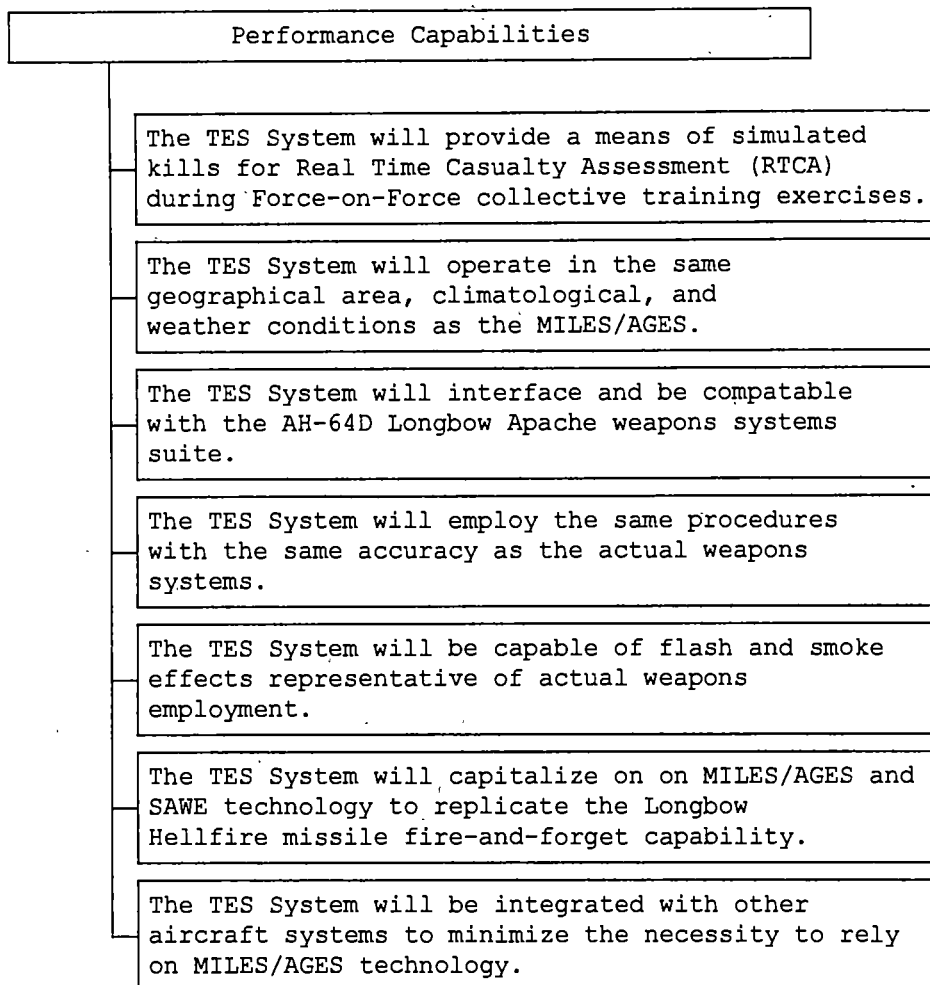 Performance Capabilities
The TES System will provide a means of simulated
kills for Real Time Casualty Assessment (RTCA)
during Force-on-Force collective training exercises.
The TES System will operate in the same
geographical area, climatological, and
weather conditions as the MILES/AGES.
The TES System will interface and be compatable
with the AH-64D Longbow Apache weapons systems
suite.
The TES System will employ the same procedures
with the same accuracy as the actual weapons
systems.
The TES System will be capable of flash and smoke
effects representative of actual weapons
employment.
The TES System will capitalize on on MILES/AGES and
SAWE technology to replicate the Longbow
Hellfire missile fire-and-forget capability.
The TES System will be integrated with other
aircraft systems to minimize the necessity to rely
on MILES/AGES technology.